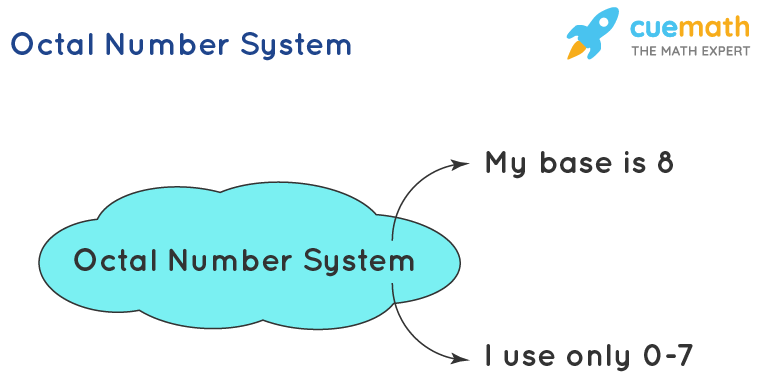 Octal Number System
cuemath
THE MATH EXPERT
My base is 8
Octal Number System
I use only 0-7